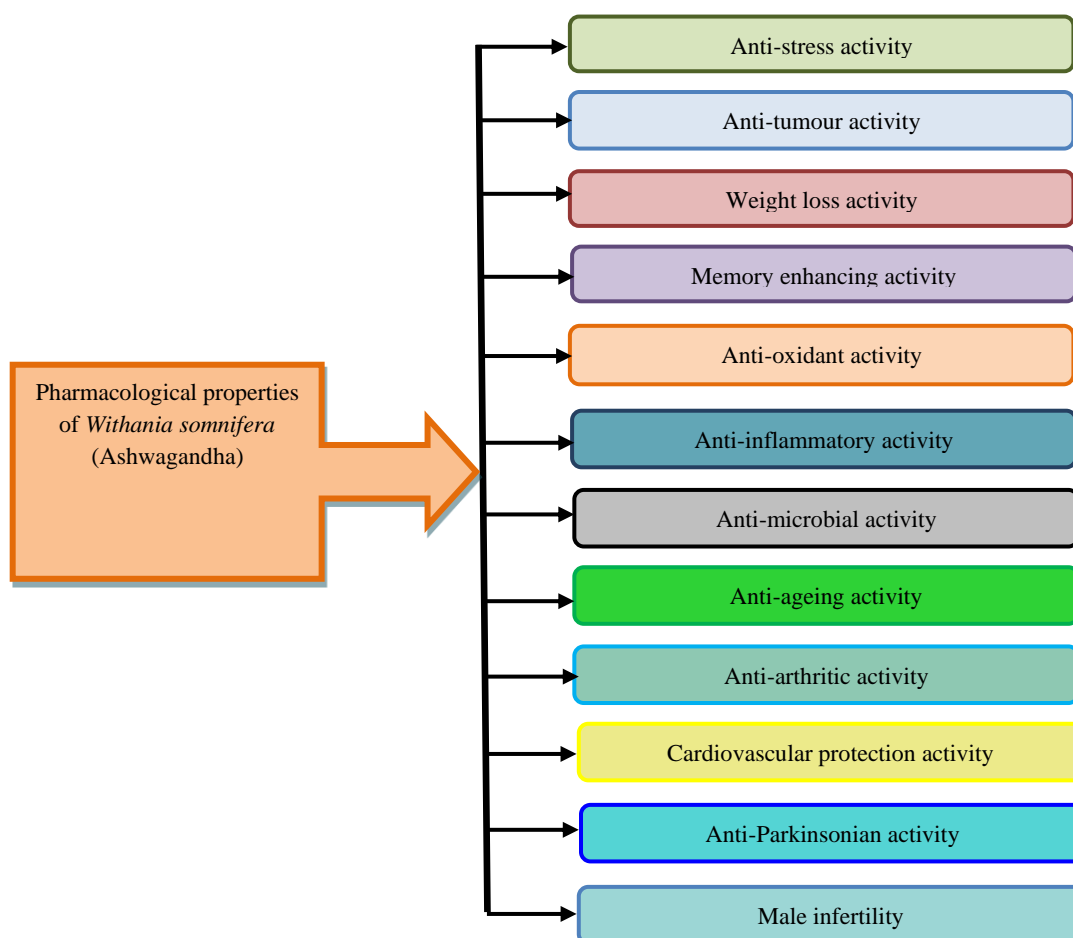 Anti-stress activity
Anti-tumour activity
Weight loss activity
Memory enhancing activity
Anti-oxidant activity
Pharmacological properties
of Withania somnifera
(Ashwagandha)
Anti-inflammatory activity
Anti-microbial activity
Anti-ageing activity
Anti-arthritic activity
Cardiovascular protection activity
Anti-Parkinsonian activity
Male infertility